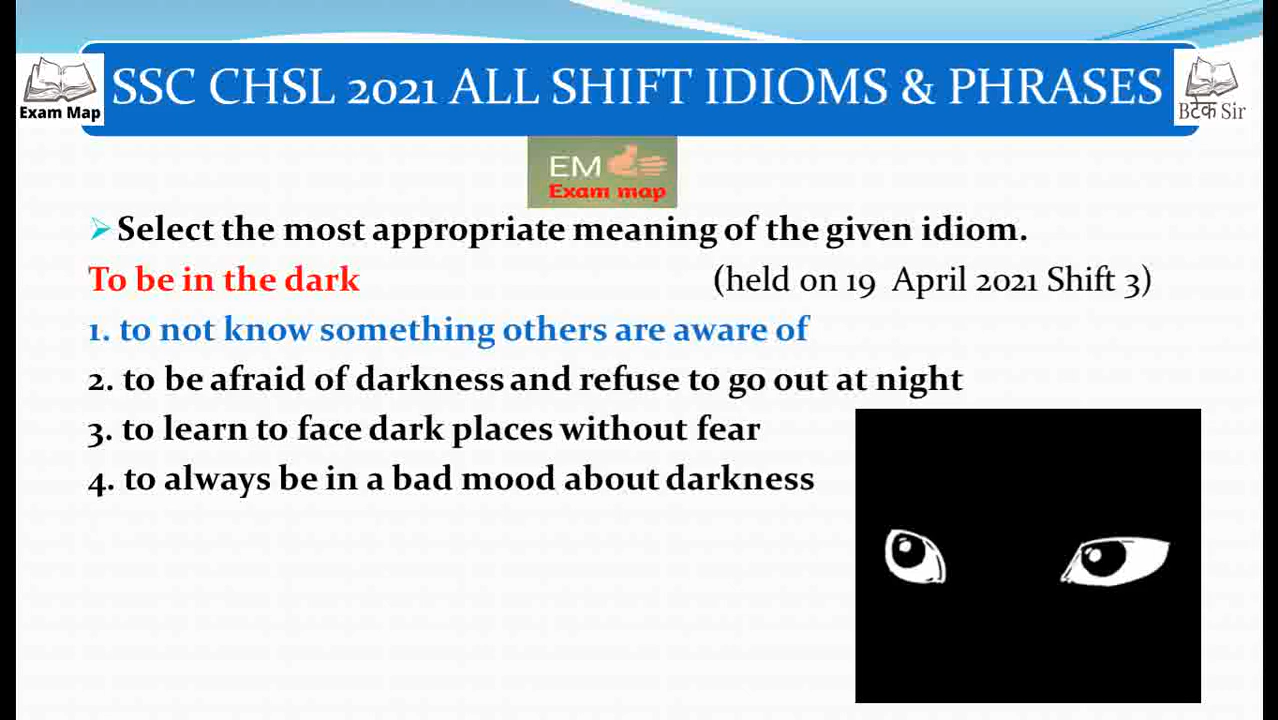 SSC CHSL 2021 ALL SHIFT IDIOMS & PHRASES
Exam Map
Bटेक Sir
EM
Exam map
Select the most appropriate meaning of the given idiom.
To be in the dark (held on 19 April 2021 Shift 3)
1. to not know something others are aware of
2. to be afraid of darkness and refuse to go out at night
3. to learn to face dark places without fear
4. to always be in a bad mood about darkness